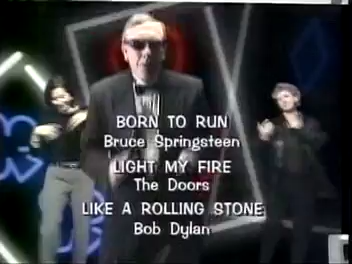 BORN TO RUN
Bruce Springsteen
LIGHT MY FIRE
The Doors
LIKE A ROLLING STONE
Bob Dylan